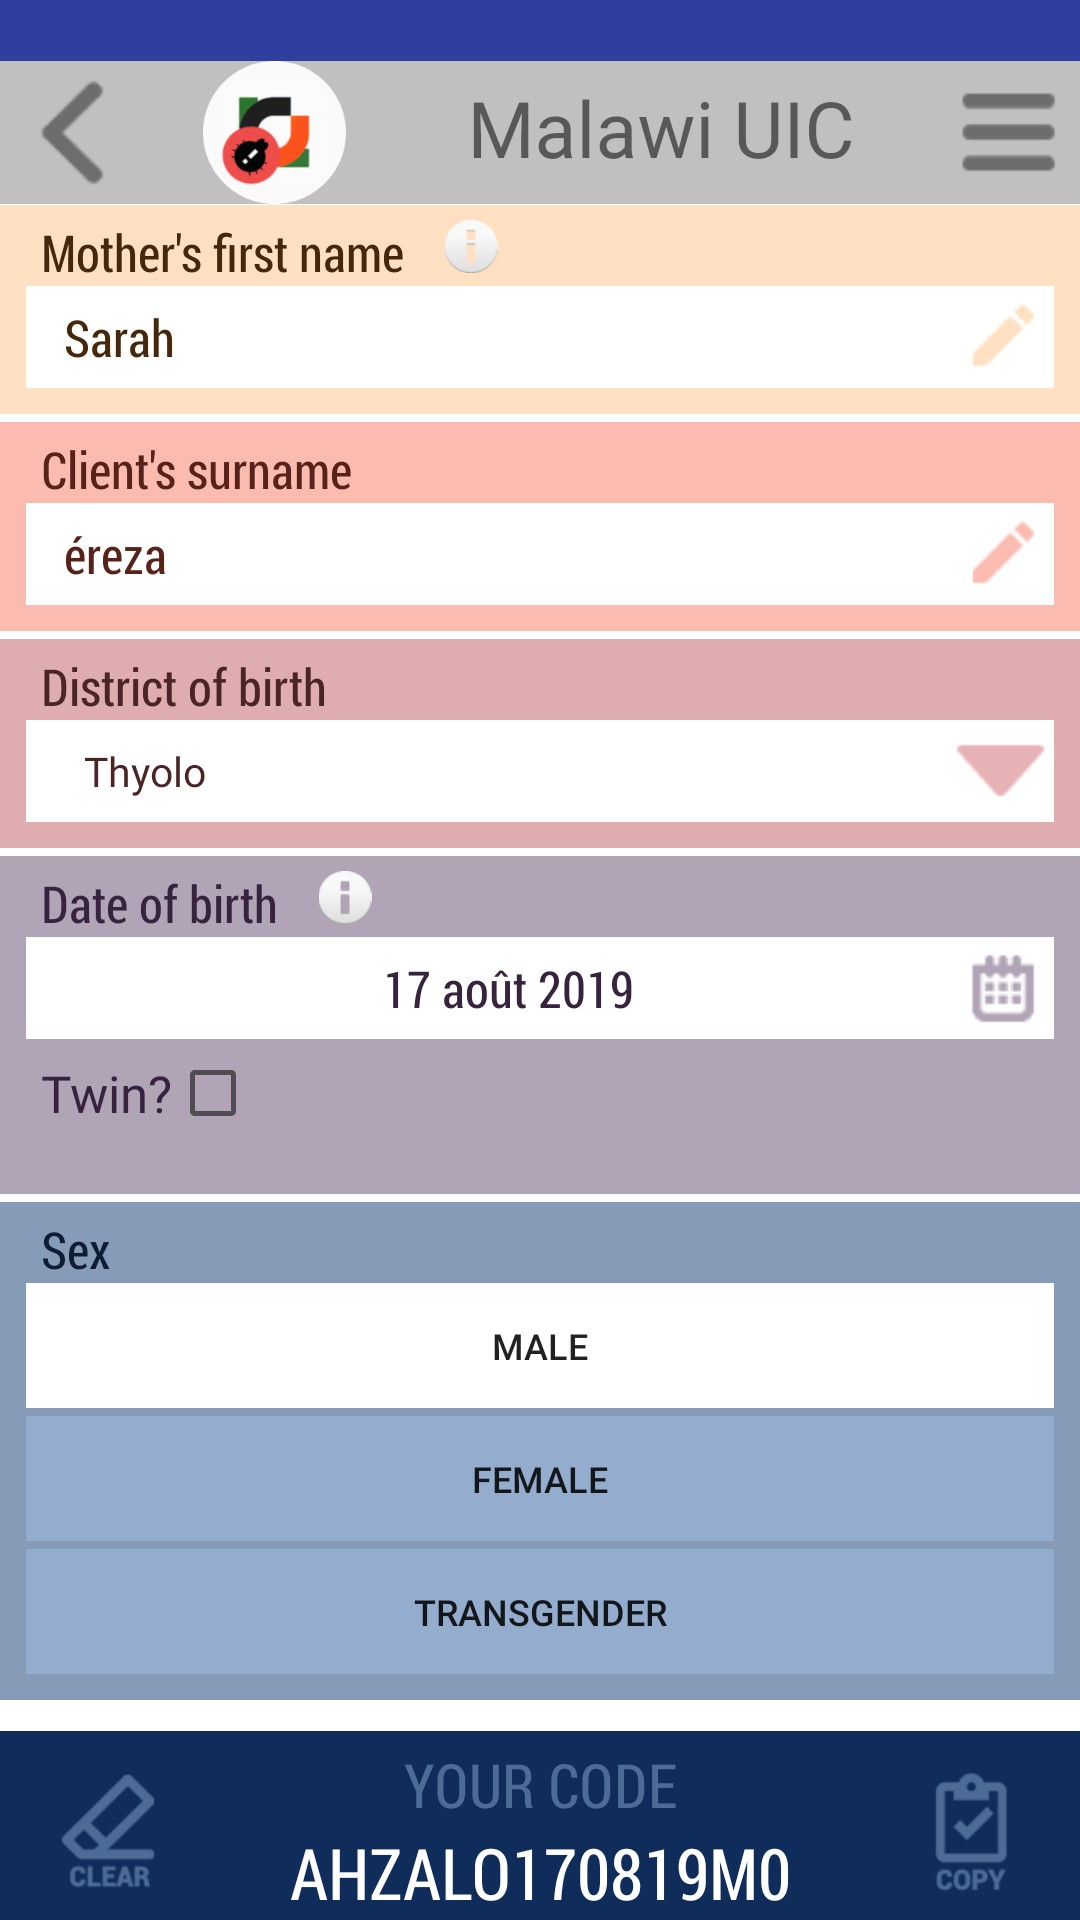 Malawi UIC
Mother's first name
Sarah
Client's surname
éreza
District of birth
Thyolo
Date of birth
17 août 2019
Twin?
Sex
MALE
FEMALE
TRANSGENDER
YOUR CODE
CLEAR
AHZALO170819M0
COPY